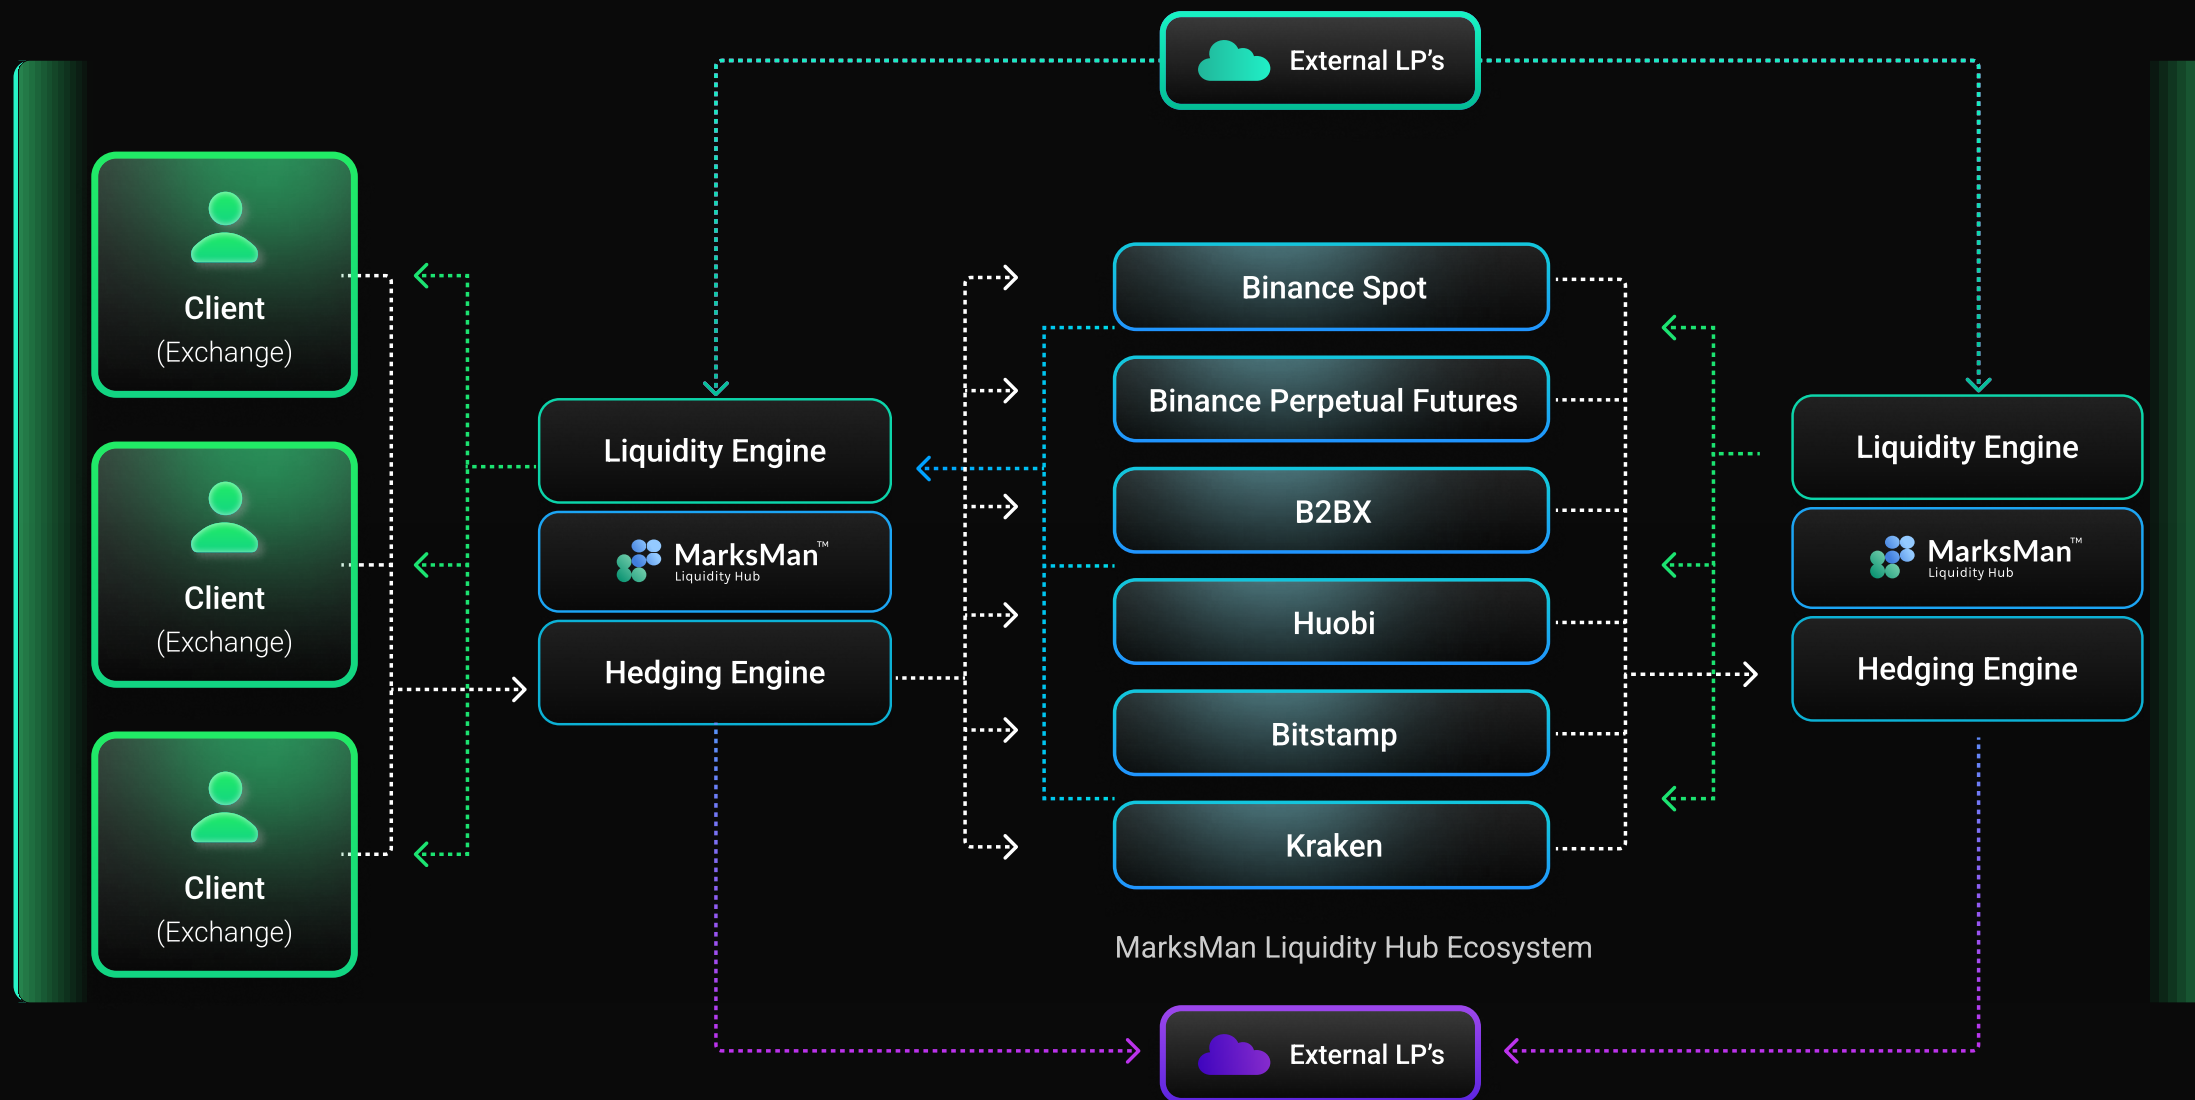 External LP’s
Client
(Exchange)
Client
(Exchange)
Client
(Exchange)
Liquidity Engine
MarksMan™
Liquidity Hub
Hedging Engine
Binance Spot
Binance Perpetual Futures
B2BX
Huobi
Bitstamp
Kraken
MarksMan Liquidity Hub Ecosystem
Liquidity Engine
MarksMan™
Liquidity Hub
Hedging Engine
External LP’s